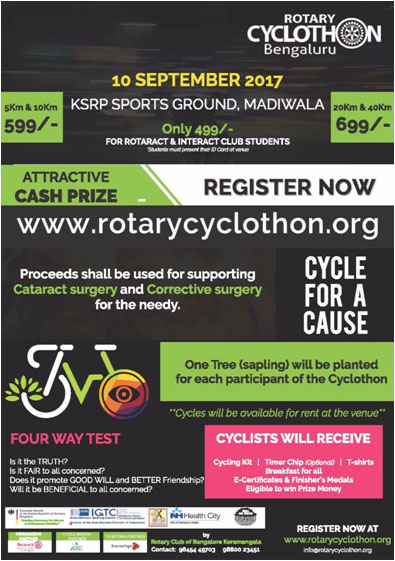 ROTARY
CYCLOTHON
Bengaluru
10 SEPTEMBER 2017
KSRP SPORTS GROUND, MADIWALA
5Km & 10Km
599/-
20Km & 40Km
699/-
Only 499/-
FOR ROTARACT & INTERACT CLUB STUDENTS
*Students must present their ID Card at venue
ATTRACTIVE
CASH PRIZE
REGISTER NOW
www.rotarycyclothon.org
Proceeds shall be used for supporting
Cataract surgery and Corrective surgery
for the needy.
CYCLE
FOR A
CAUSE
One Tree (sapling) will be planted
for each participant of the Cyclothon
**Cycles will be available for rent at the venue**
FOUR WAY TEST
Is it the TRUTH?
Is it FAIR to all concerned?
Does it promote GOOD WILL and BETTER Friendship?
Will it be BENEFICIAL to all concerned?
CYCLISTS WILL RECEIVE
Cycling Kit | Timer Chip (Optional) | T-shirts
Breakfast for all
E-Certificates & Finisher's Medals
Eligible to win Prize Money
IGTC
NH Health City
by
Rotary Club of Bangalore Koramangala
Contact: 98454 49703 98800 23451
REGISTER NOW AT
www.rotarycyclothon.org
info@rotarycyclothon.org